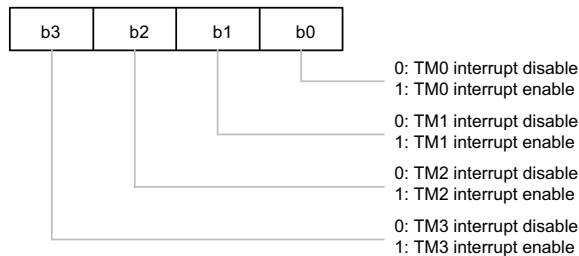 b3 b2 b1 b0
0: TM0 interrupt disable
1: TM0 interrupt enable
0: TM1 interrupt disable
1: TM1 interrupt enable
0: TM2 interrupt disable
1: TM2 interrupt enable
0: TM3 interrupt disable
1: TM3 interrupt enable